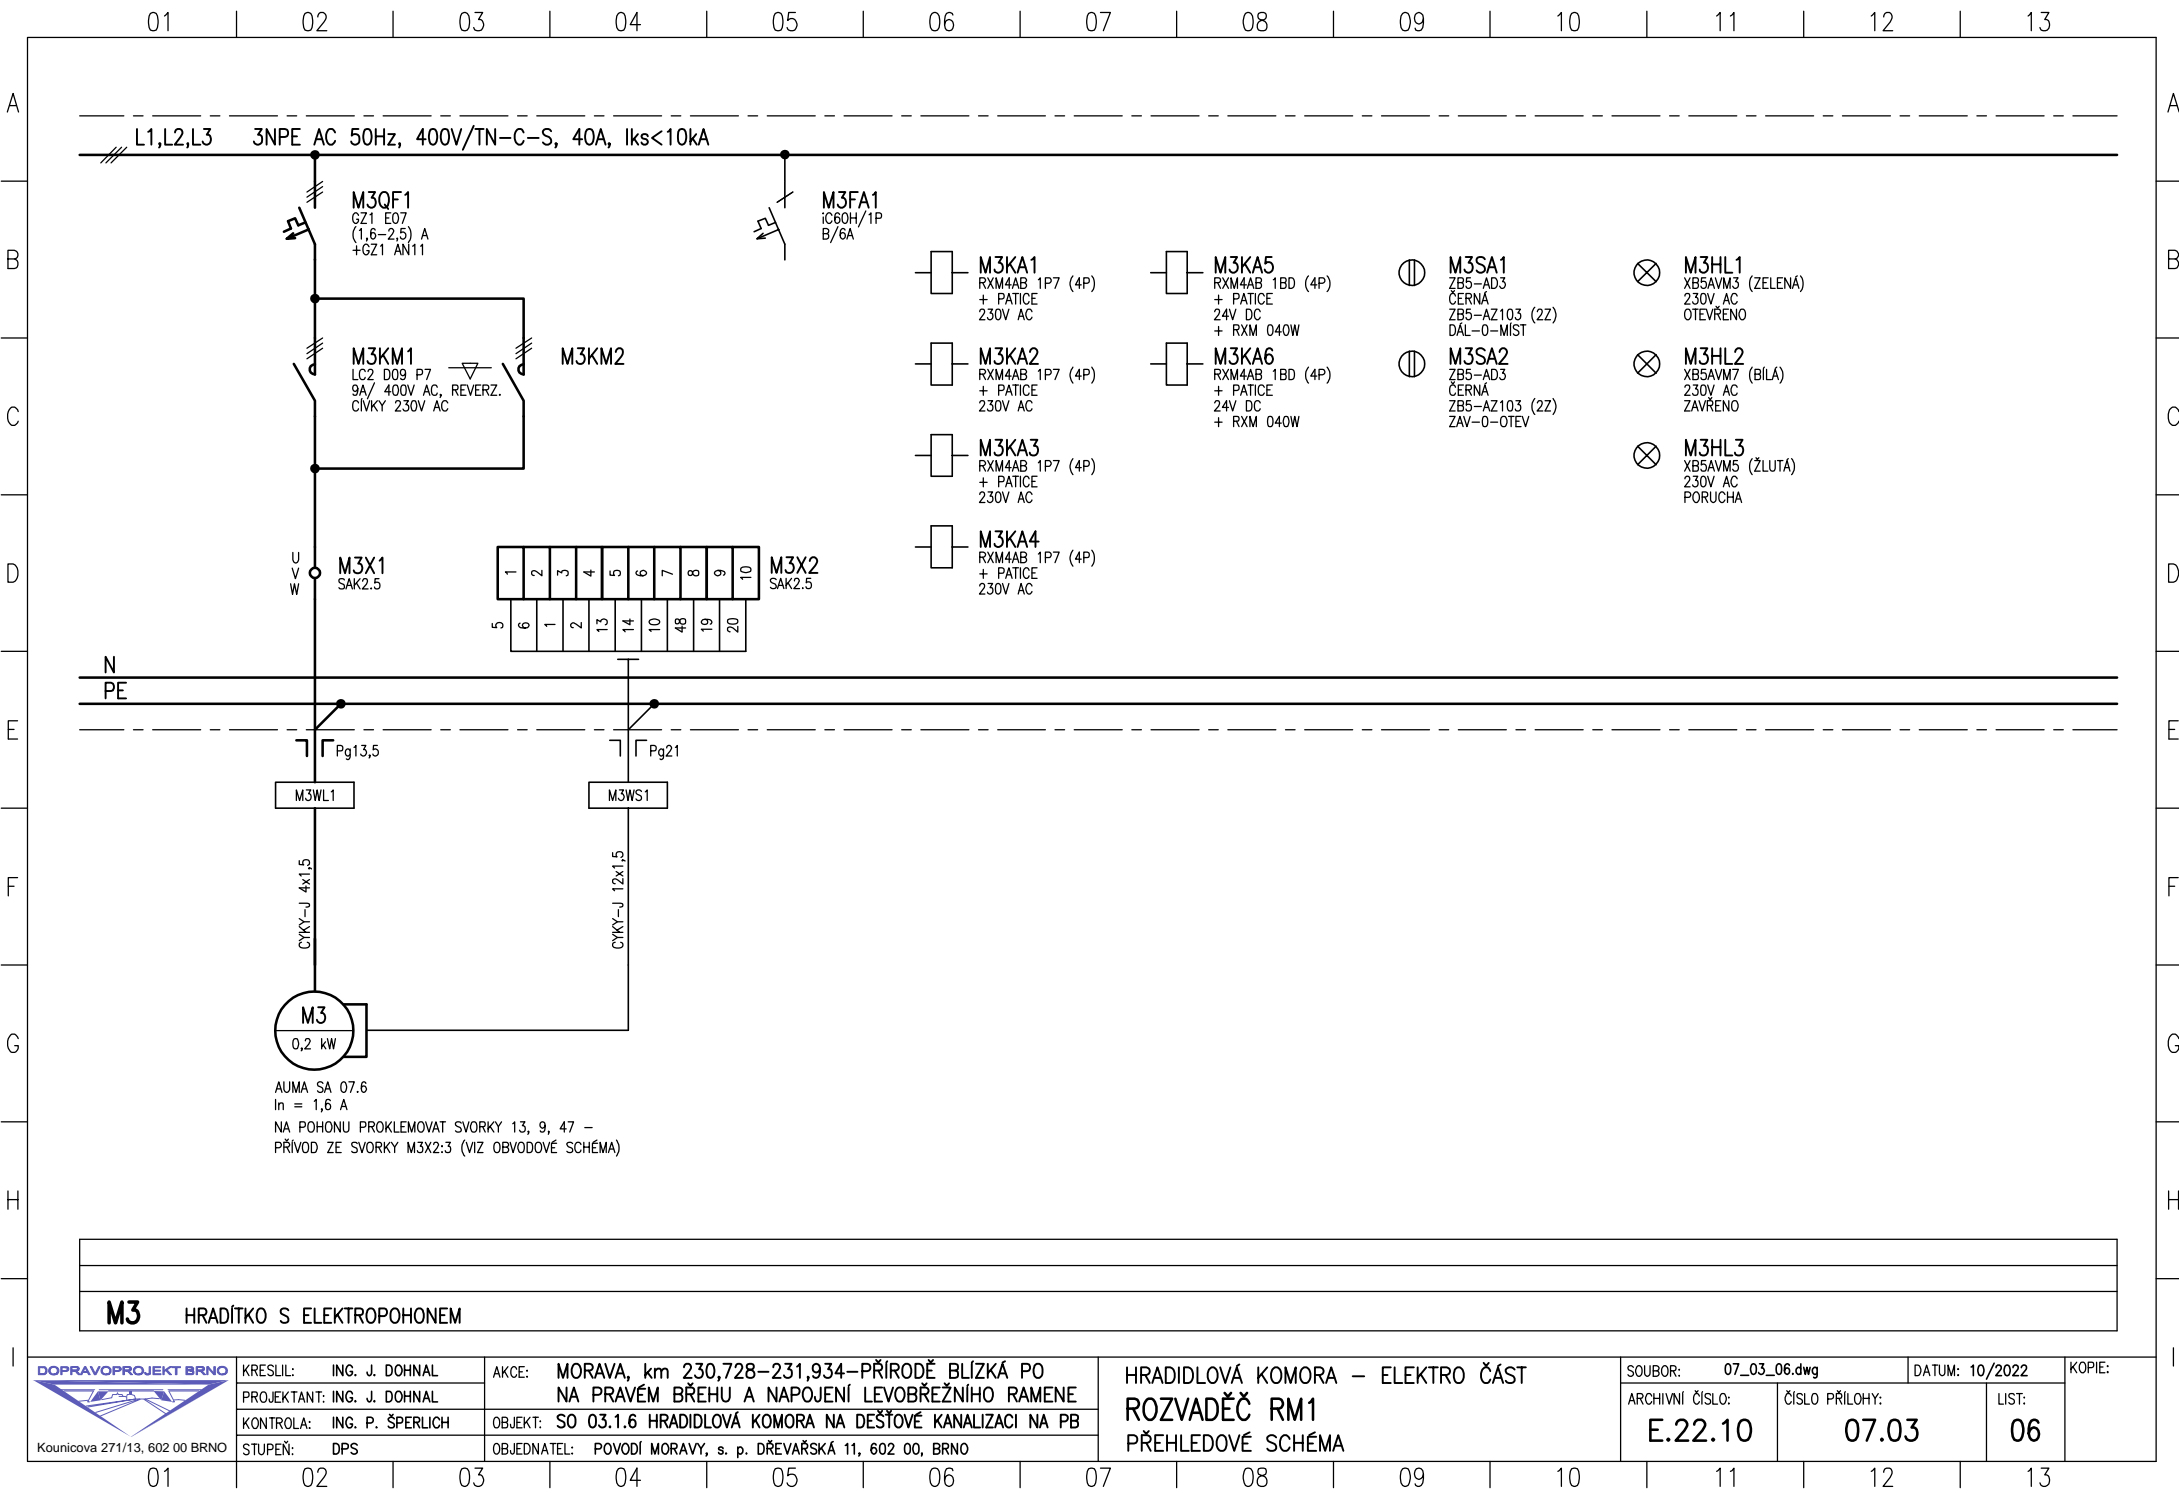 01 02 03 04 05 06 07 08 09 10 11 12 13
A A
L1,L2,L3 3NPE AC 50Hz, 400V/TN-C-S, 40A, Iks<10kA
M3QF1
GZ1 E07
(1,6-2,5) A
+GZ1 AN11
M3FA1
iC60H/1P
B/6A
B B
M3KA1
RXM4AB 1P7 (4P)
+ PATICE
230V AC
M3KA5
RXM4AB 1BD (4P)
+ PATICE
24V DC
+ RXM 040W
M3SA1
ZB5-AD3
ČERNÁ
ZB5-AZ103 (2Z)
DÁL-0-MÍST
M3HL1
XB5AVM3 (ZELENÁ)
230V AC
OTEVŘENO
M3KM1
LC2 D09 P7
9A/ 400V AC, REVERZ.
CÍVKY 230V AC
M3KM2
M3KA2
RXM4AB 1P7 (4P)
+ PATICE
230V AC
M3KA6
RXM4AB 1BD (4P)
+ PATICE
24V DC
+ RXM 040W
M3SA2
ZB5-AD3
ČERNÁ
ZB5-AZ103 (2Z)
ZAV-0-OTEV
M3HL2
XB5AVM7 (BÍLÁ)
230V AC
ZAVŘENO
C C
M3KA3
RXM4AB 1P7 (4P)
+ PATICE
230V AC
M3HL3
XB5AVM5 (ŽLUTÁ)
230V AC
PORUCHA
M3KA4
RXM4AB 1P7 (4P)
+ PATICE
230V AC
D D
U
V
W
M3X1
SAK2.5
1 2 3 4 5 6 7 8 9 10
M3X2
SAK2.5
5 6 1 2 13 14 10 48 19 20
N
PE
E E
Pg13,5
Pg21
M3WL1
M3WS1
F F
CYKY-J 4x1,5
CYKY-J 12x1,5
G G
M3
0,2 kW
AUMA SA 07.6
In = 1,6 A
NA POHONU PROKLEMOVAT SVORKY 13, 9, 47 -
PŘÍVOD ZE SVORKY M3X2:3 (VIZ OBVODOVÉ SCHÉMA)
H H
M3 HRADÍTKO S ELEKTROPOHONEM
I I
DOPRAVOPROJEKT BRNO
Kounicova 271/13, 602 00 BRNO
KRESLIL: ING. J. DOHNAL
PROJEKTANT: ING. J. DOHNAL
KONTROLA: ING. P. ŠPERLICH
STUPEŇ: DPS
AKCE: MORAVA, km 230,728-231,934-PŘÍRODĚ BLÍZKÁ PO
NA PRAVÉM BŘEHU A NAPOJENÍ LEVOBŘEŽNÍHO RAMENE
OBJEKT: SO 03.1.6 HRADIDLOVÁ KOMORA NA DEŠŤOVÉ KANALIZACI NA PB
OBJEDNATEL: POVODÍ MORAVY, s. p. DŘEVAŘSKÁ 11, 602 00, BRNO
HRADIDLOVÁ KOMORA - ELEKTRO ČÁST
ROZVADĚČ RM1
PŘEHLEDOVÉ SCHÉMA
SOUBOR: 07_03_06.dwg
DATUM: 10/2022
KOPIE:
ARCHIVNÍ ČÍSLO:
E.22.10
ČÍSLO PŘÍLOHY:
07.03
LIST:
06
01 02 03 04 05 06 07 08 09 10 11 12 13